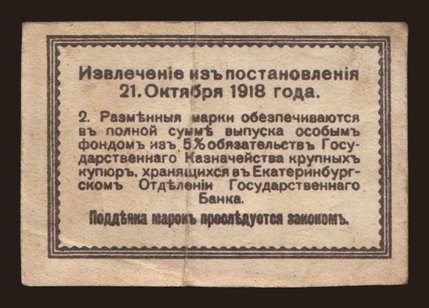 Извлеченіе изъ постановленія
21. Октября 1918 года.
2. Размѣнныя марки обезпечиваются
въ полной суммѣ выпуска особымъ
фондомъ изъ 5% обязательствъ Госу-
дарственнаго Казначейства крупныхъ
купюръ, хранящихся въ Екатеринбург-
скомъ Отдѣленіи Государственнаго
Банка.
Поддѣлка марокъ прослѣдуется закономъ.